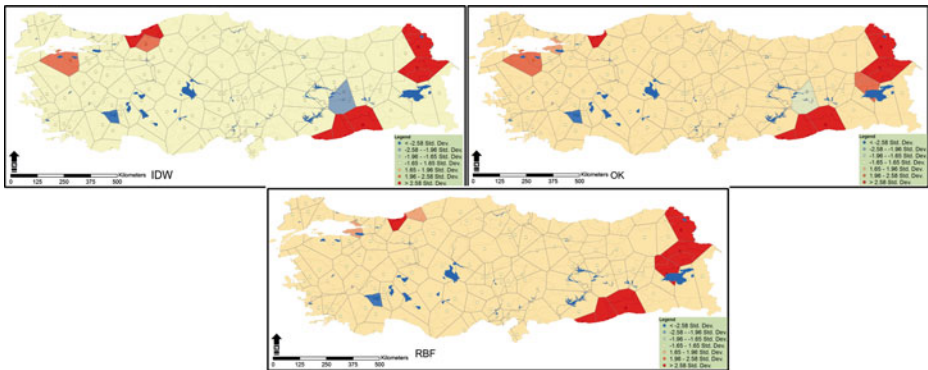 Legend
< -2.58 Std. Dev.
-2.58 - -1.96 Std. Dev.
-1.96 - -1.65 Std. Dev.
-1.65 - 1.65 Std. Dev.
1.65 - 1.96 Std. Dev.
1.96 - 2.58 Std. Dev.
> 2.58 Std. Dev.
Kilometers
0 125 250 375 500
IDW
Legend
< -2.58 Std. Dev.
-2.58 - -1.96 Std. Dev.
-1.96 - -1.65 Std. Dev.
-1.65 - 1.65 Std. Dev.
1.65 - 1.96 Std. Dev.
1.96 - 2.58 Std. Dev.
> 2.58 Std. Dev.
Kilometers
0 125 250 375 500
OK
Legend
< -2.58 Std. Dev.
-2.58 - -1.96 Std. Dev.
-1.96 - -1.65 Std. Dev.
-1.65 - 1.65 Std. Dev.
1.65 - 1.96 Std. Dev.
1.96 - 2.58 Std. Dev.
> 2.58 Std. Dev.
Kilometers
0 125 250 375 500
RBF